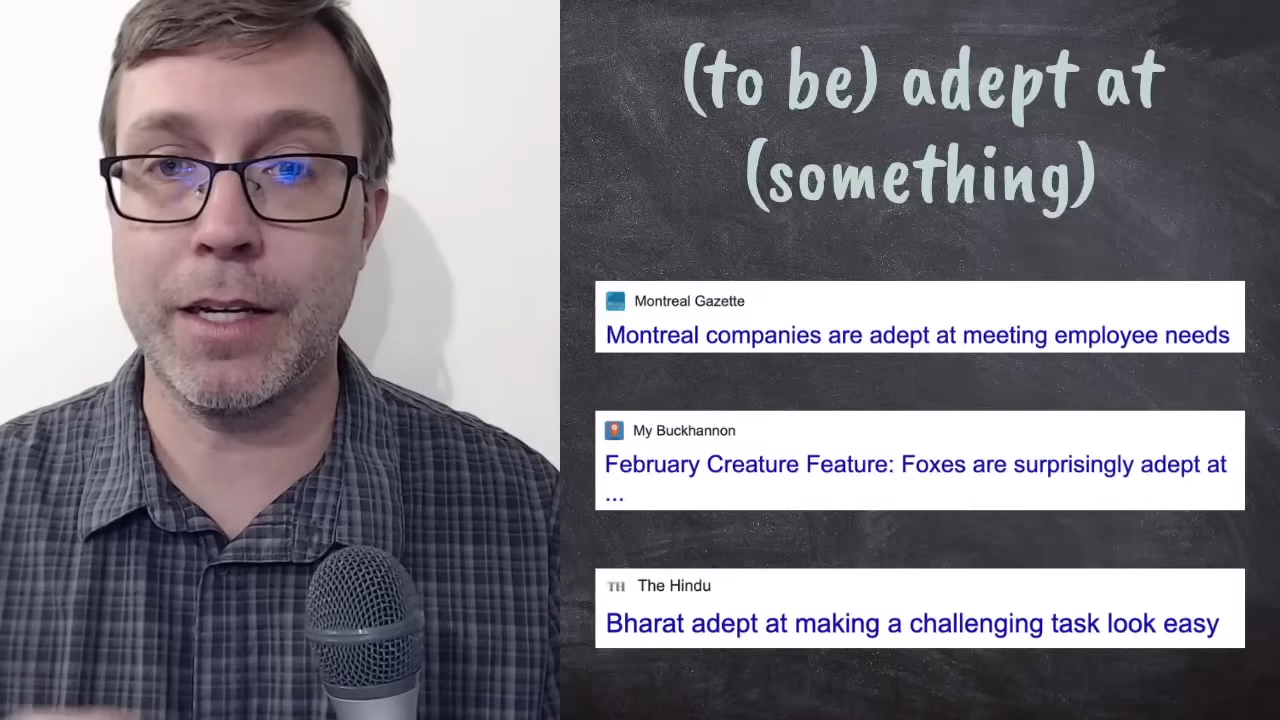 (to be) adept at
(something)
Montreal Gazette
Montreal companies are adept at meeting employee needs
My Buckhannon
February Creature Feature: Foxes are surprisingly adept at
...
TH The Hindu
Bharat adept at making a challenging task look easy